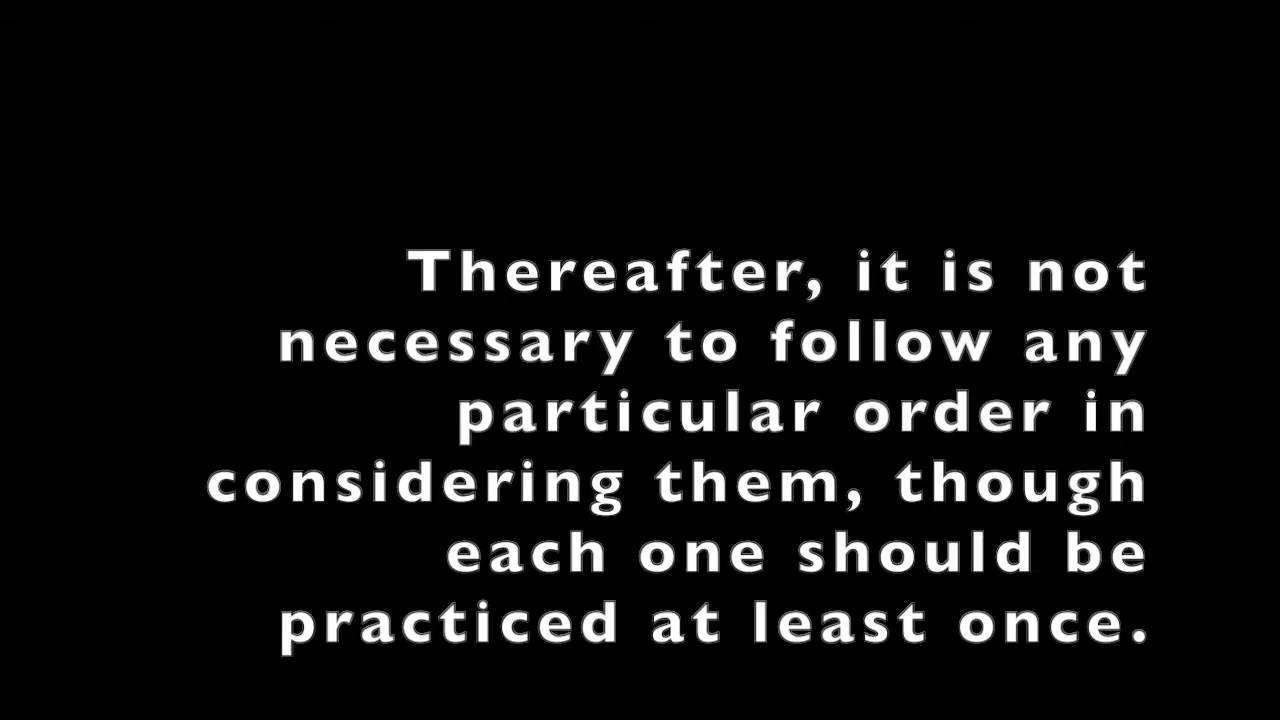 Thereafter, it is not
necessary to follow any
particular order in
considering them, though
each one should be
practiced at least once.